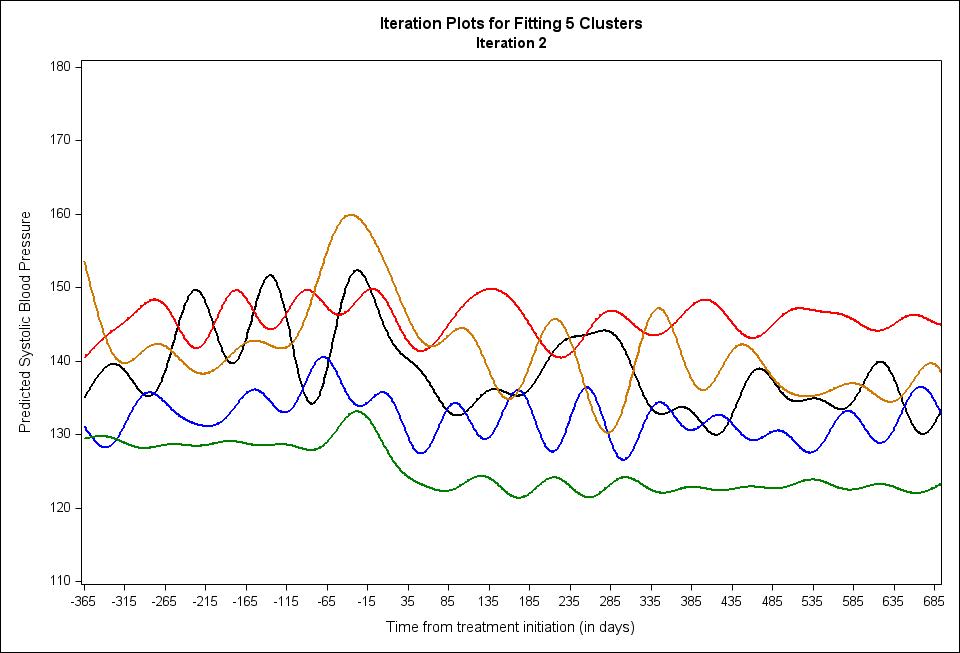 Iteration Plots for Fitting 5 Clusters
Iteration 2
180
170
160
150
140
130
120
110
Predicted Systolic Blood Pressure
-365 -315 -265 -215 -165 -115 -65 -15 35 85 135 185 235 285 335 385 435 485 535 585 635 685
Time from treatment initiation (in days)